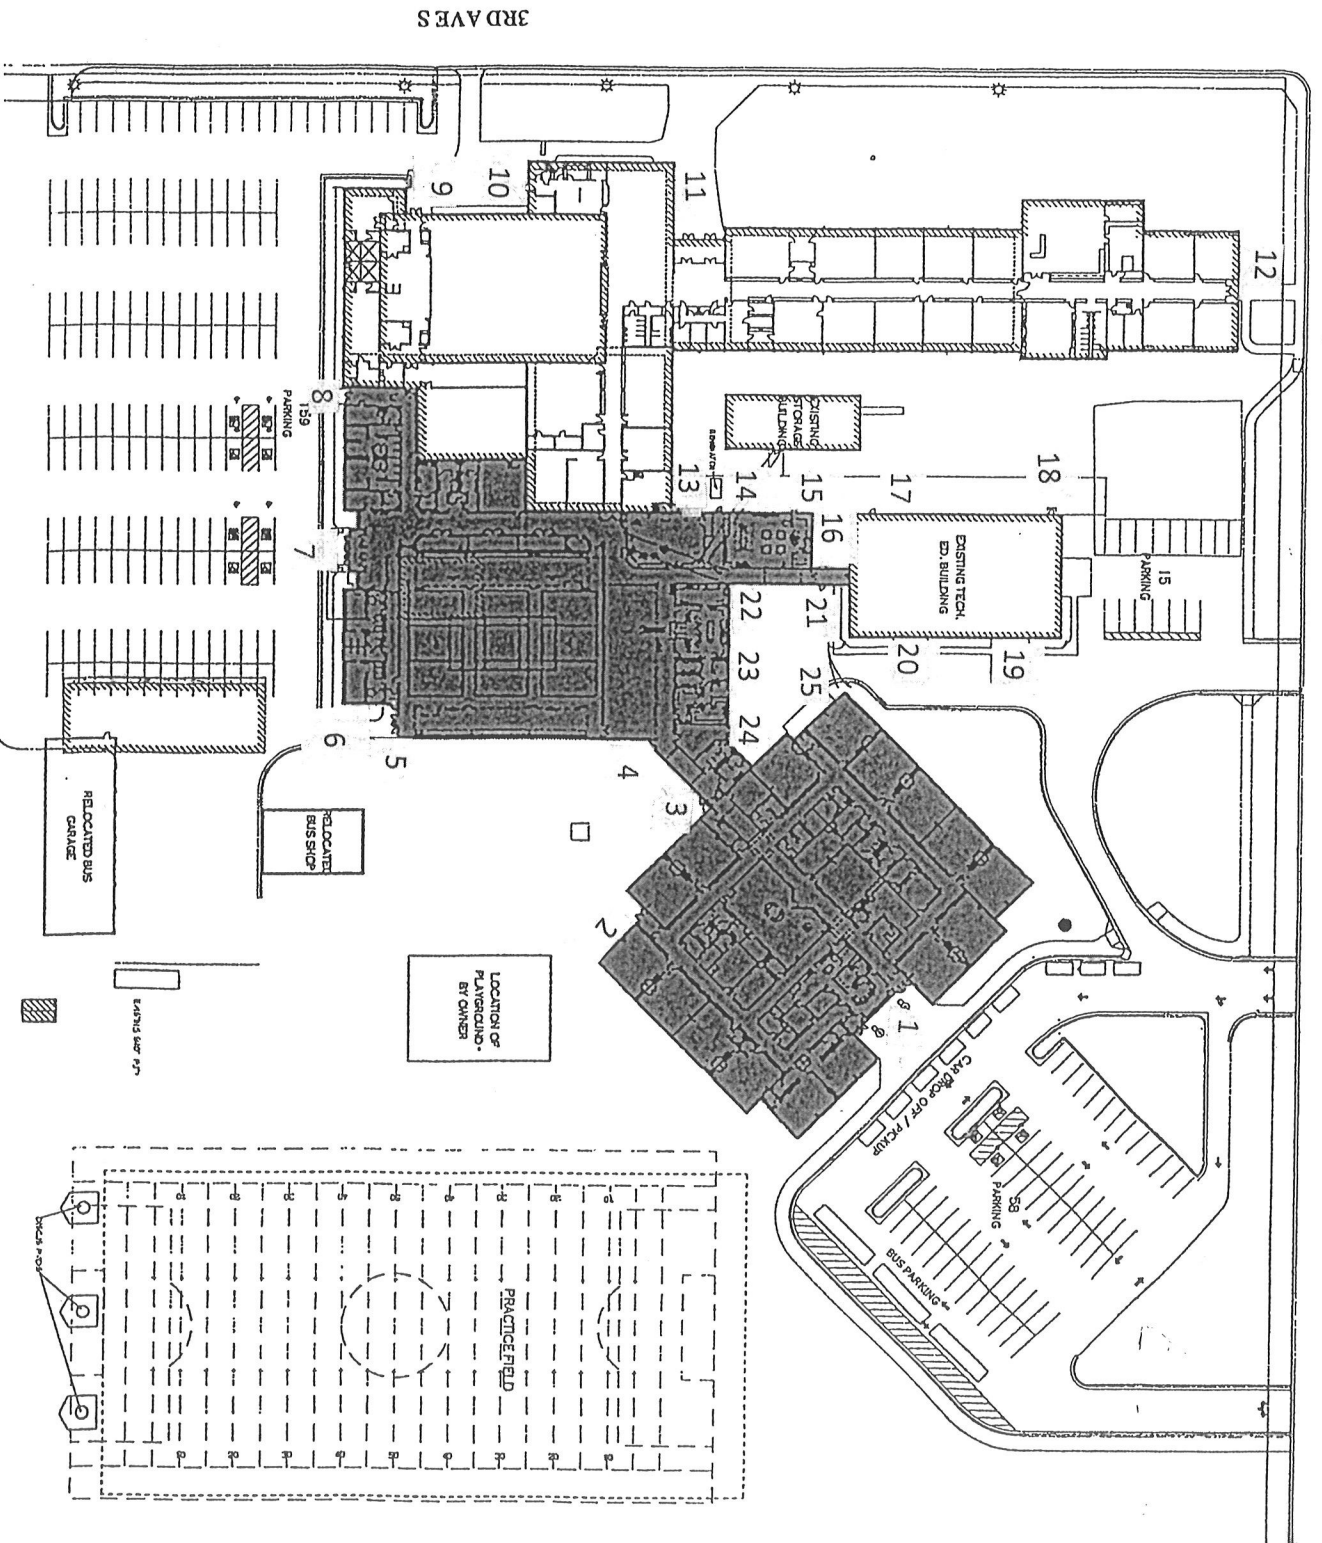 3RD AVE S
11
10
9
12
8
159
PARKING
EXISTING
STORAGE
BUILDING
13
14
15
16
17
18
7
EXISTING TECH.
ED. BUILDING
15
PARKING
22
21
20
19
23
25
24
6
5
4
3
RELOCATED BUS
GARAGE
RELOCATED
BUS SHOP
2
LOCATION OF
PLAYGROUND
BY OWNER
1
CAR DROP OFF / PICKUP
58
PARKING
BUS PARKING
PRACTICE FIELD